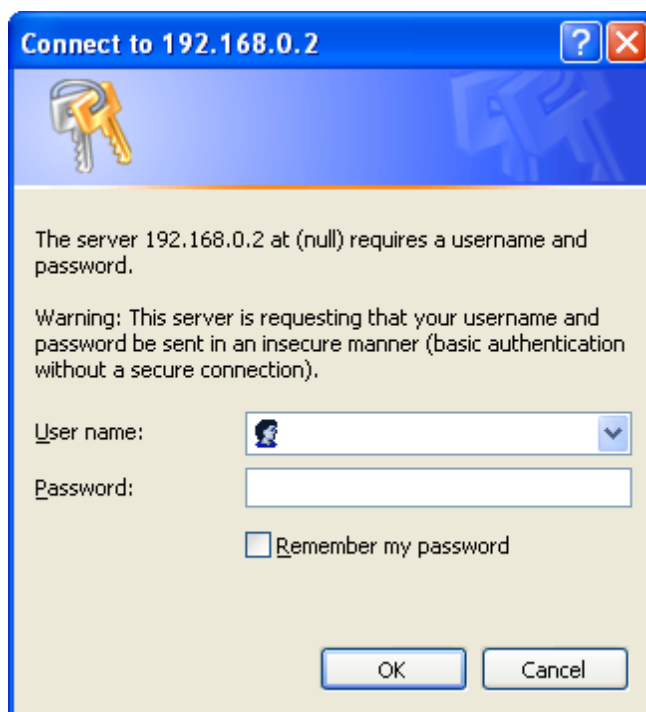 Connect to 192.168.0.2
?
The server 192.168.0.2 at (null) requires a username and
password.
Warning: This server is requesting that your username and
password be sent in an insecure manner (basic authentication
without a secure connection).
User name:
Password:
Remember my password
OK Cancel